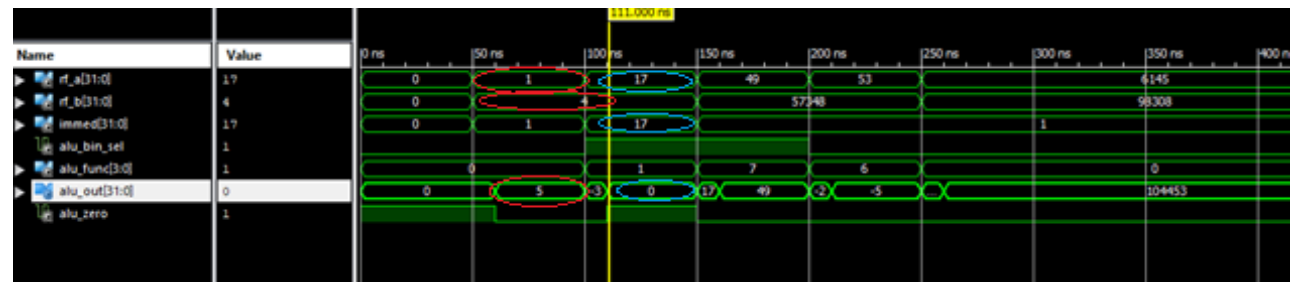 111.000 ns
Name Value 0 ns 50 ns 100 ns 150 ns 200 ns 250 ns 300 ns 350 ns 400 n
rf_a[31:0] 17 0 1 17 49 53 6145
rf_b[31:0] 4 0 4 57348 98308
immed[31:0] 17 0 1 17 1
alu_bin_sel 1
alu_func[3:0] 1 0 1 7 6 0
alu_out[31:0] 0 0 5 -3 0 17 49 -2 -5 ... 104453
alu_zero 1